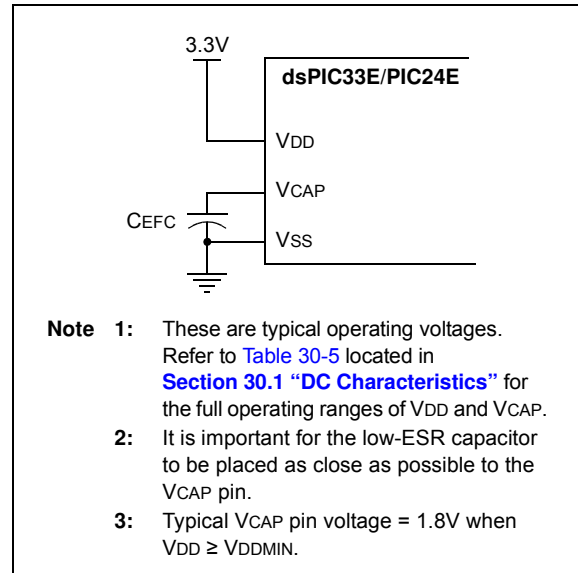 3.3V
dsPIC33E/PIC24E
VDD
VCAP
CEFC
VSS
Note 1: These are typical operating voltages.
Refer to Table 30-5 located in
Section 30.1 “DC Characteristics” for
the full operating ranges of VDD and VCAP.
2: It is important for the low-ESR capacitor
to be placed as close as possible to the
VCAP pin.
3: Typical VCAP pin voltage = 1.8V when
VDD ≥ VDDMIN.